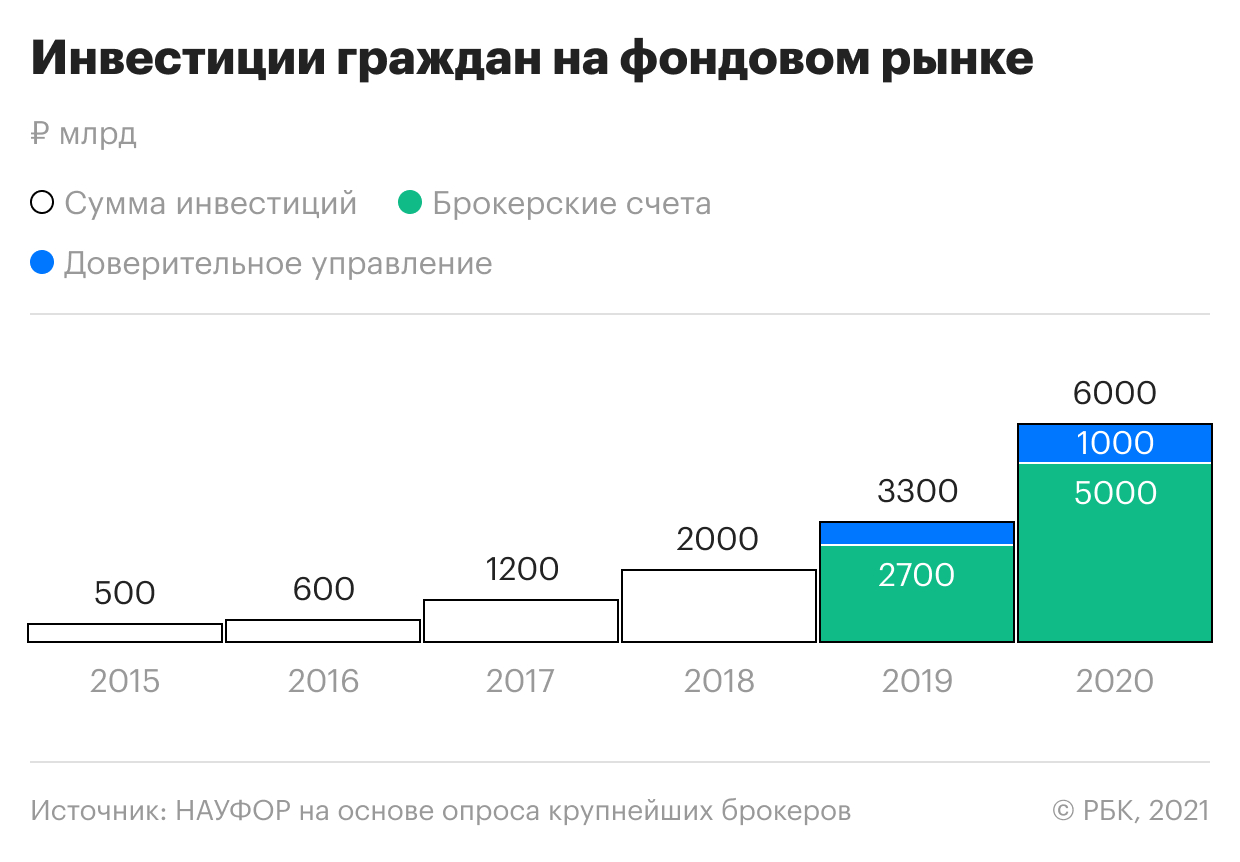 Инвестиции граждан на фондовом рынке
₽ млрд
Сумма инвестиций Брокерские счета
Доверительное управление
6000
1000
3300 5000
2000
1200 2700
500 600
2015 2016 2017 2018 2019 2020
Источник: НАУФОР на основе опроса крупнейших брокеров © РБК, 2021